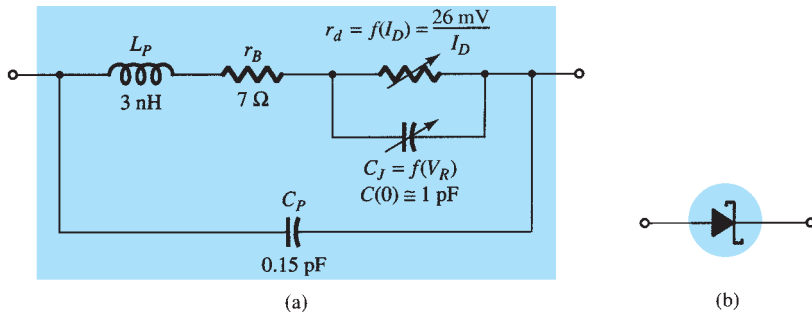 L_P
3 nH
r_B
7 Ω
r_d = f(I_D) = 26 mV / I_D
C_J = f(V_R)
C(0) ≅ 1 pF
C_P
0.15 pF
(a)
(b)